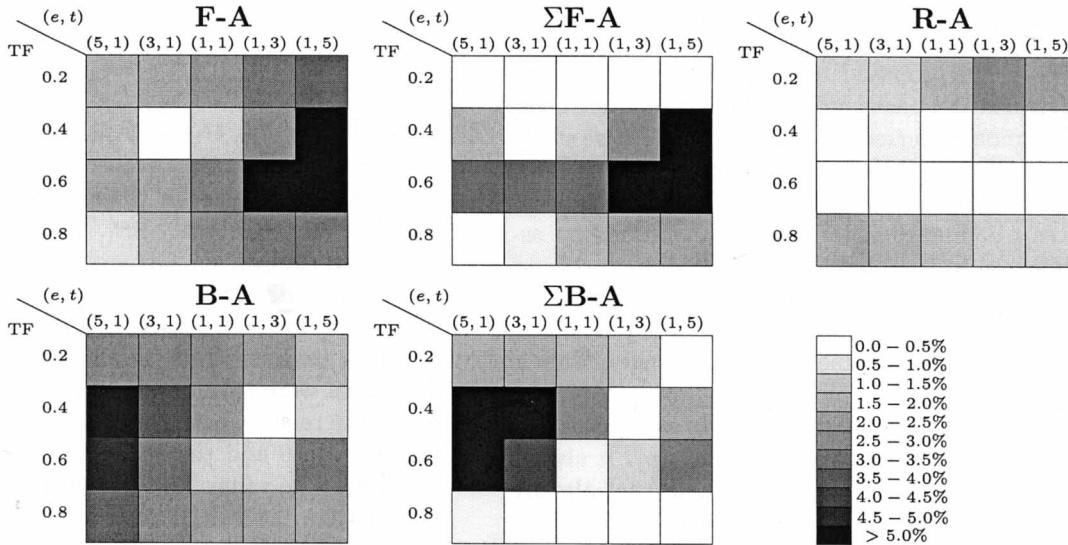 (e, t) F-A
TF (5, 1) (3, 1) (1, 1) (1, 3) (1, 5)
0.2
0.4
0.6
0.8
(e, t) ΣF-A
TF (5, 1) (3, 1) (1, 1) (1, 3) (1, 5)
0.2
0.4
0.6
0.8
(e, t) R-A
TF (5, 1) (3, 1) (1, 1) (1, 3) (1, 5)
0.2
0.4
0.6
0.8
(e, t) B-A
TF (5, 1) (3, 1) (1, 1) (1, 3) (1, 5)
0.2
0.4
0.6
0.8
(e, t) ΣB-A
TF (5, 1) (3, 1) (1, 1) (1, 3) (1, 5)
0.2
0.4
0.6
0.8
0.0 − 0.5%
0.5 − 1.0%
1.0 − 1.5%
1.5 − 2.0%
2.0 − 2.5%
2.5 − 3.0%
3.0 − 3.5%
3.5 − 4.0%
4.0 − 4.5%
4.5 − 5.0%
> 5.0%